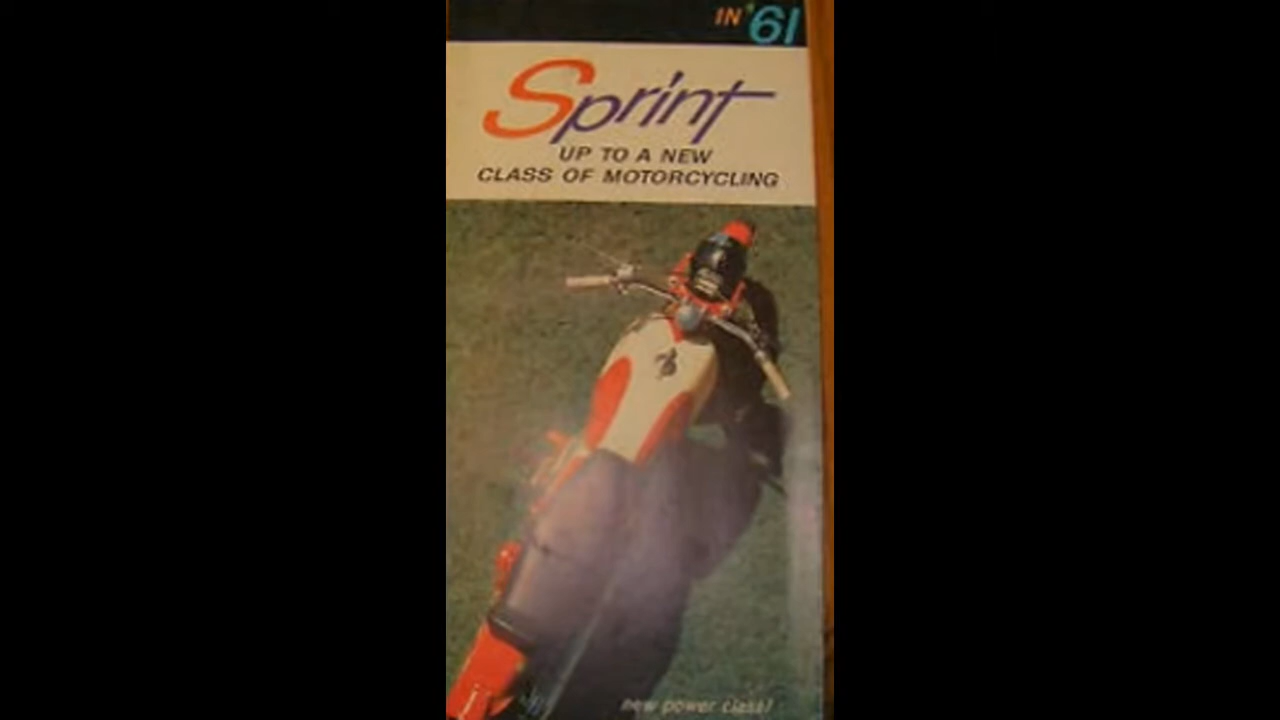 IN '61
Sprint
UP TO A NEW
CLASS OF MOTORCYCLING
new power class!